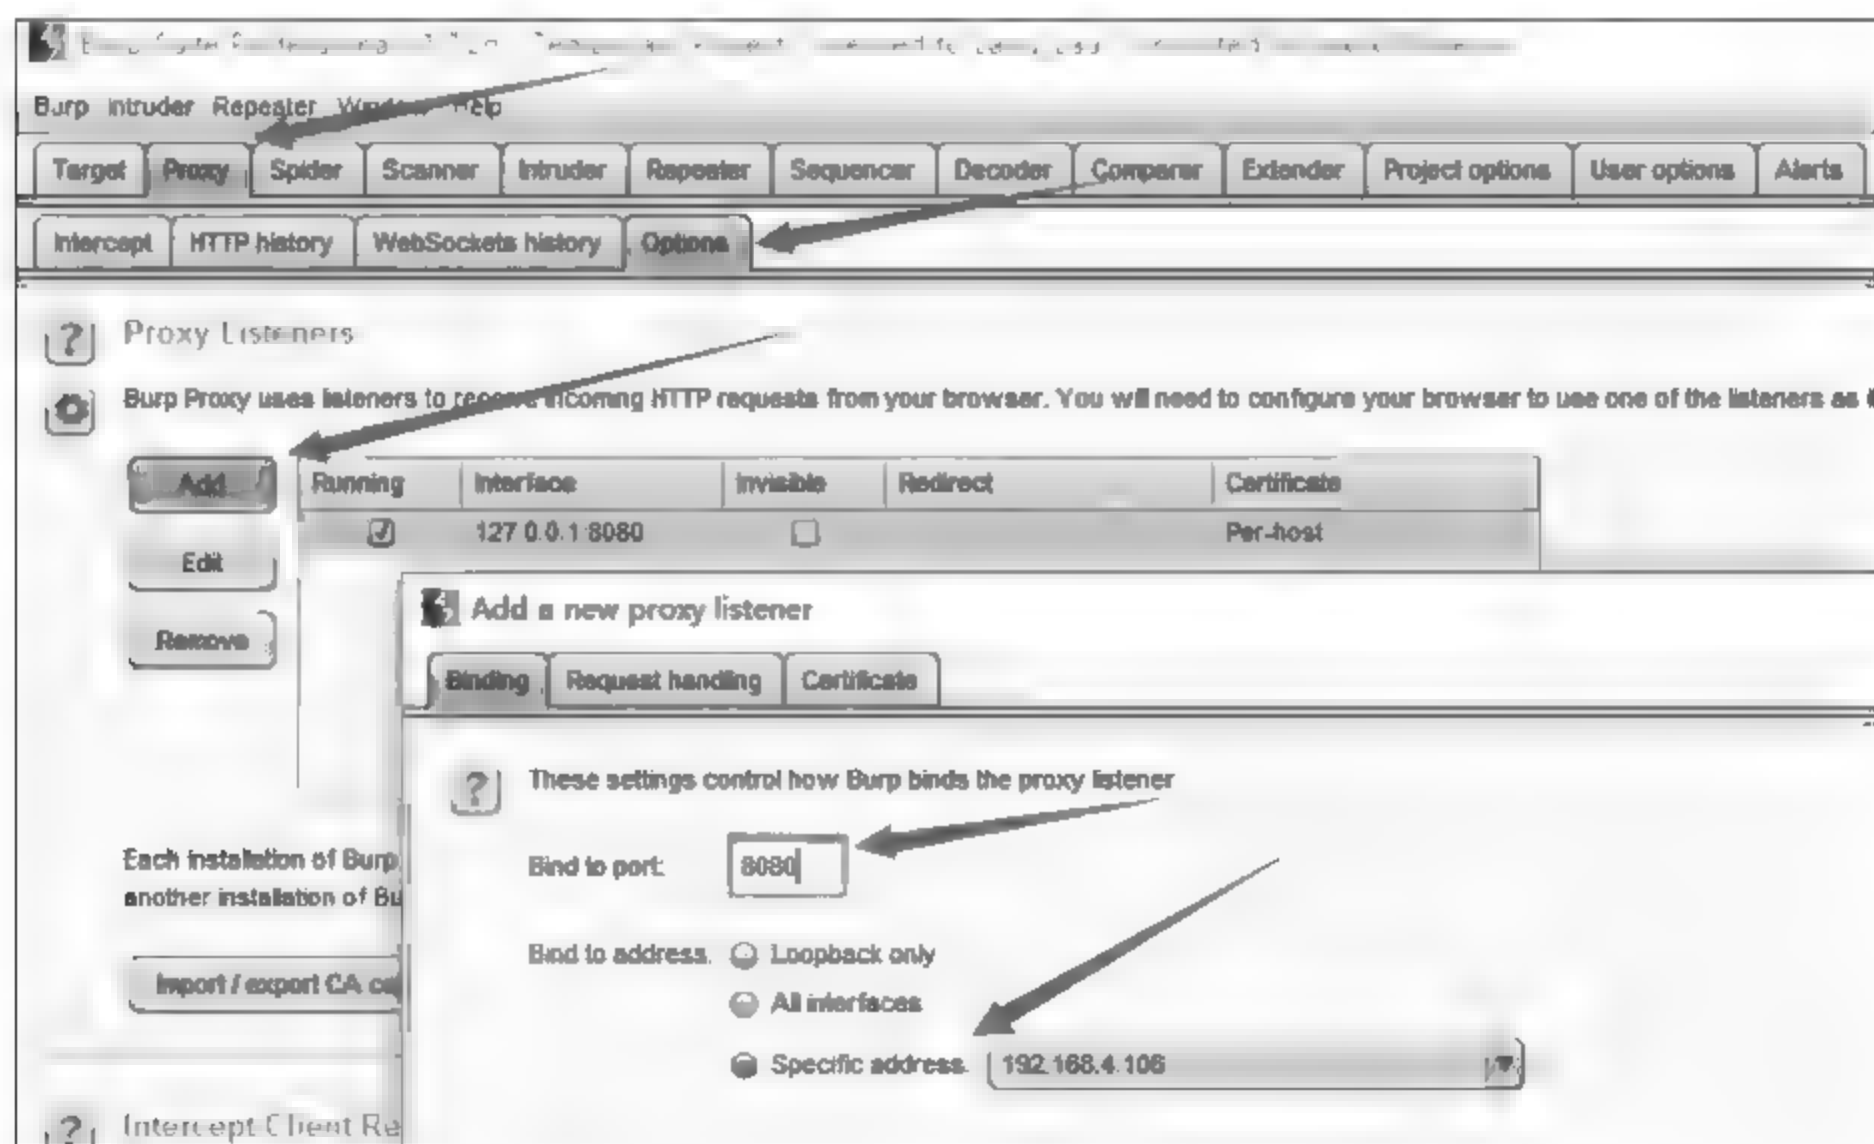 Burp Intruder Repeater Window Help
Target Proxy Spider Scanner Intruder Repeater Sequencer Decoder Comparer Extender Project options User options Alerts
Intercept HTTP history WebSockets history Options
Proxy Listeners
Burp Proxy uses listeners to receive incoming HTTP requests from your browser. You will need to configure your browser to use one of the listeners as
Add Running Interface Invisible Redirect Certificate
127.0.0.1:8080 Per-host
Edit
Remove
Add a new proxy listener
Binding Request handling Certificate
These settings control how Burp binds the proxy listener
Bind to port: 8080
Each installation of Burp
another installation of Bu
Bind to address: Loopback only
All interfaces
Import / export CA ce
Specific address: 192.168.4.106
Intercept Client Re